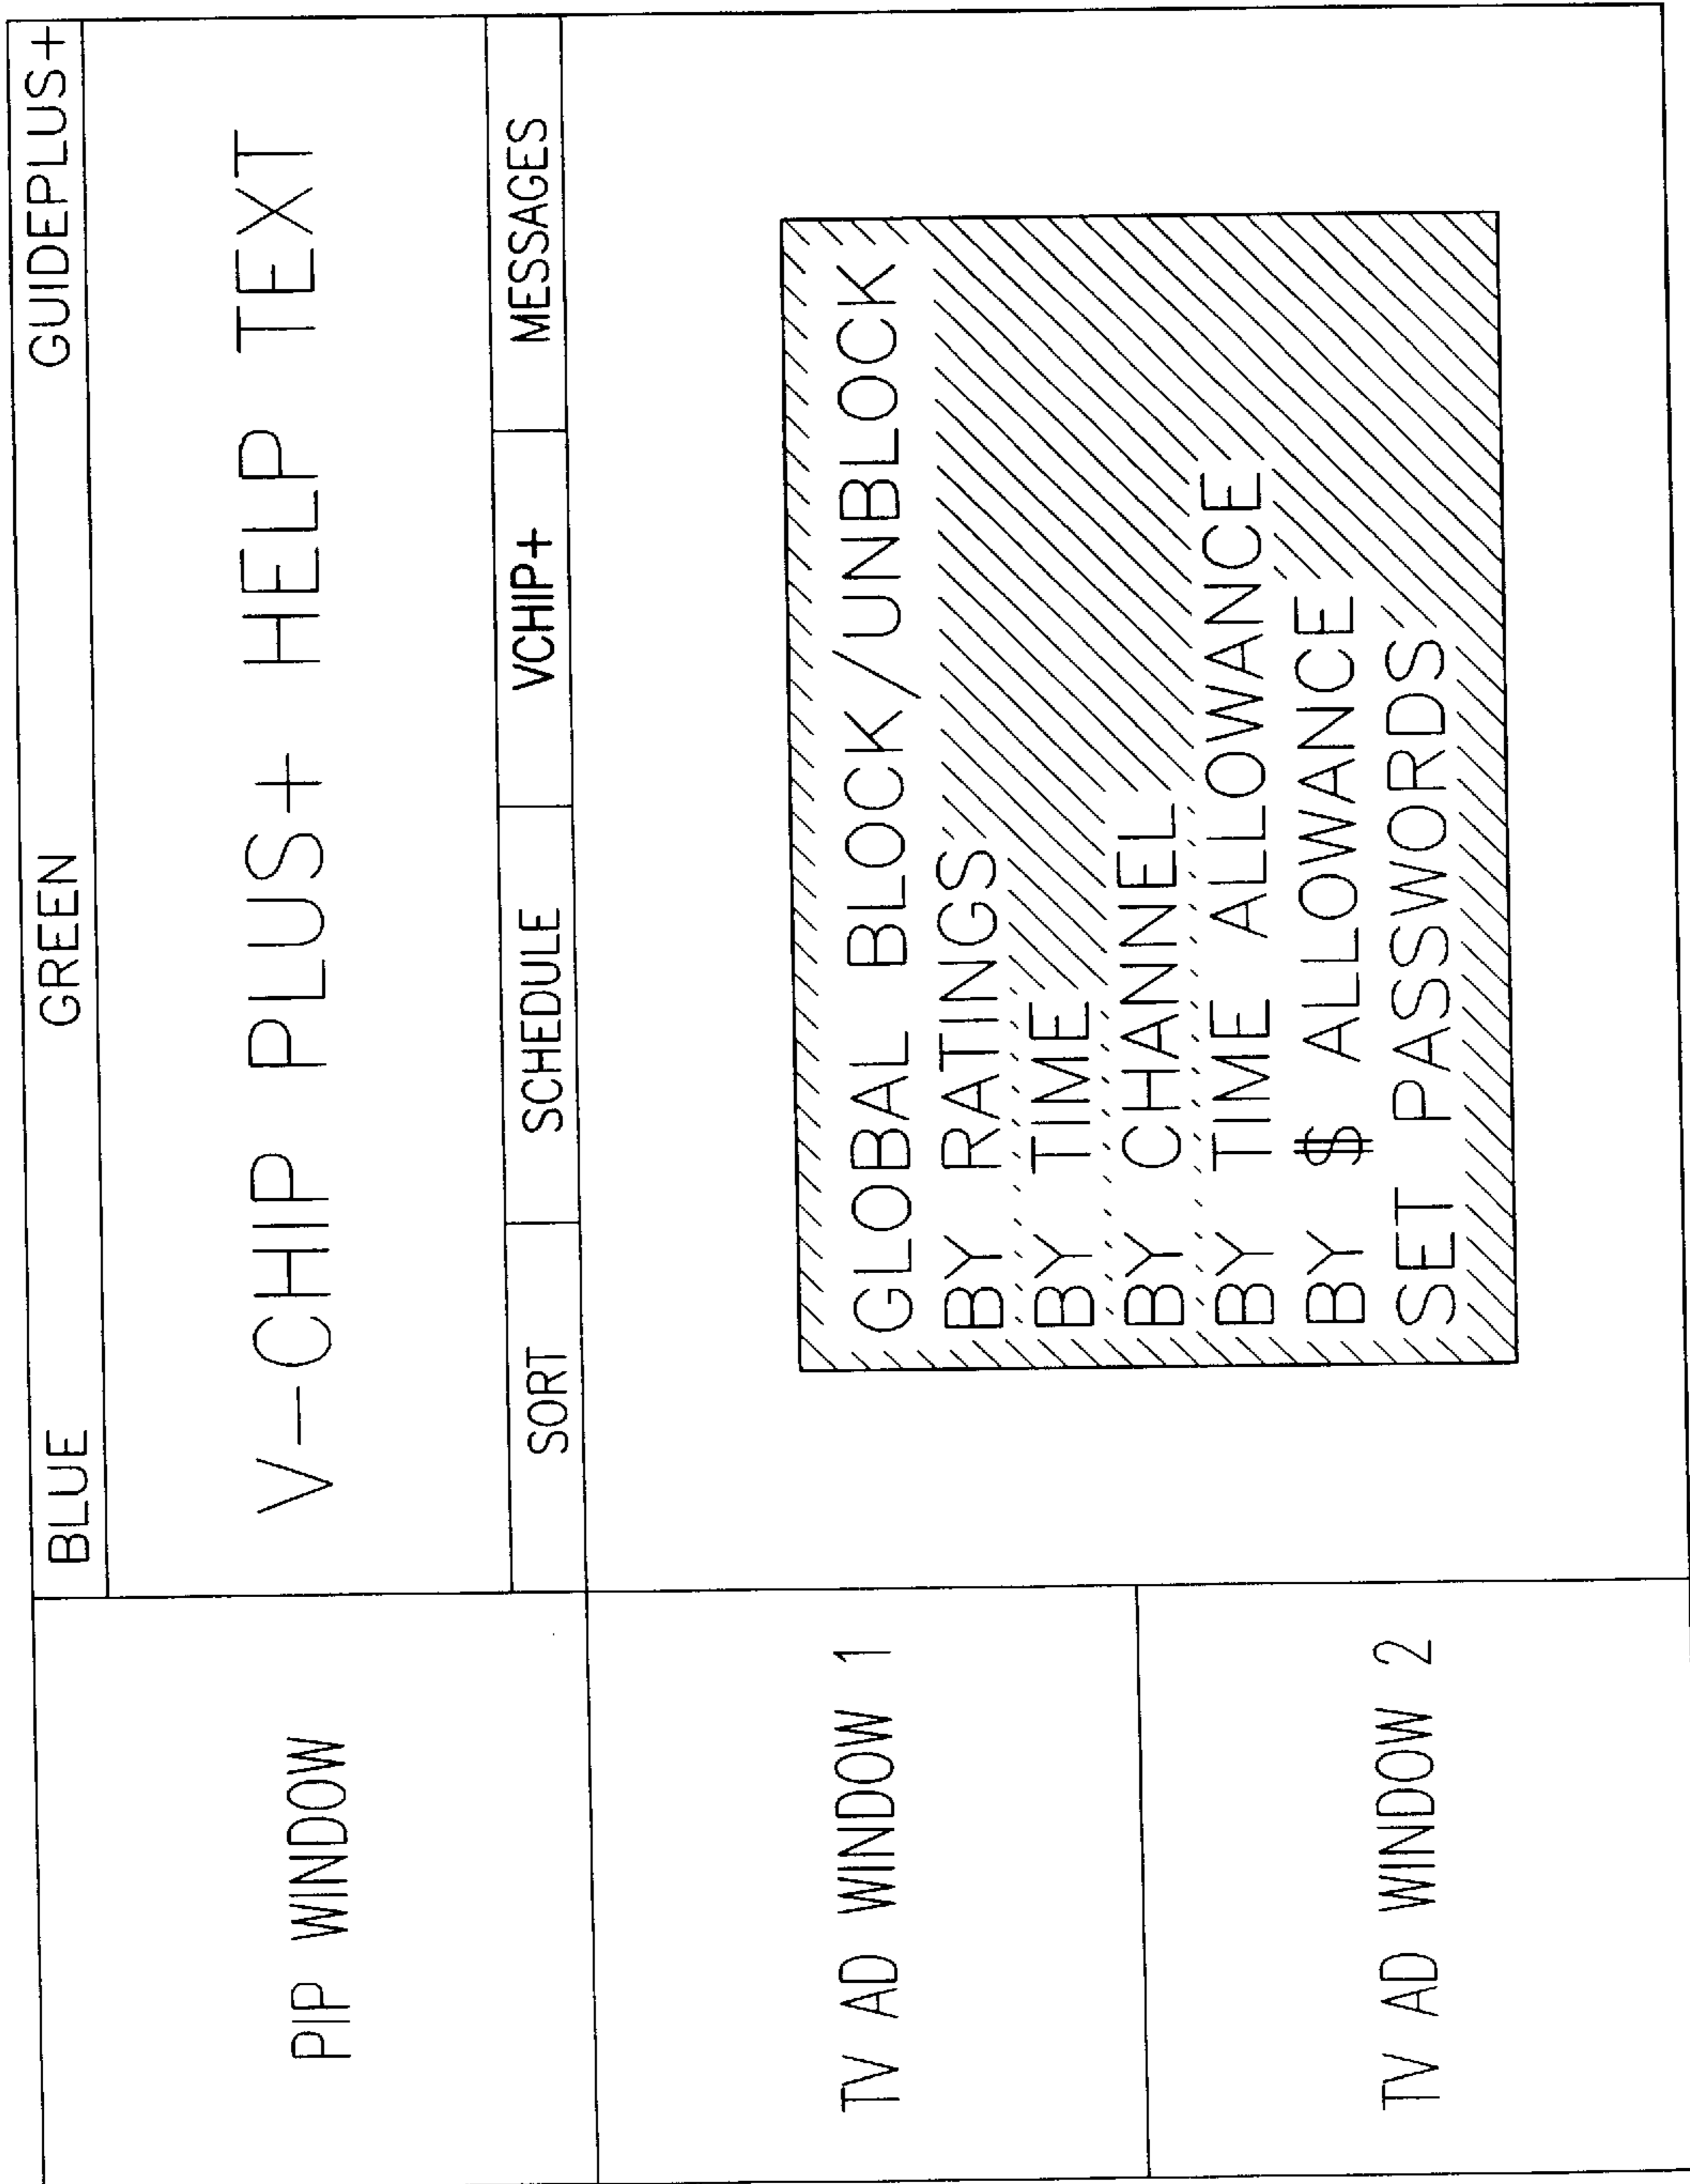 BLUE GREEN GUIDEPLUS+
PIP WINDOW
V-CHIP PLUS+ HELP TEXT
SORT SCHEDULE VCHIP+ MESSAGES
TV AD WINDOW 1
TV AD WINDOW 2
GLOBAL BLOCK/UNBLOCK
BY RATINGS
BY TIME
BY CHANNEL
BY TIME ALLOWANCE
BY $ ALLOWANCE
SET PASSWORDS